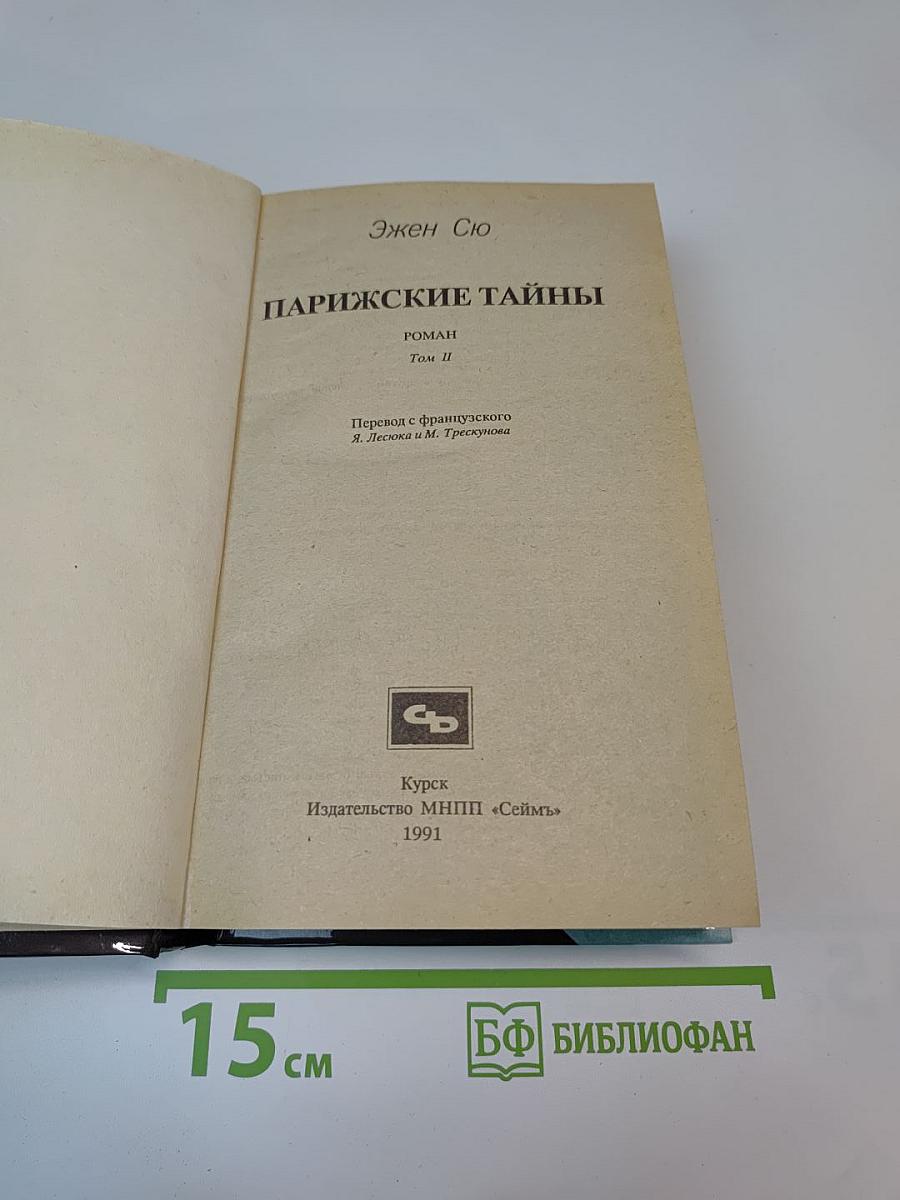 Эжен Сю
ПАРИЖСКИЕ ТАЙНЫ
РОМАН
Том II
Перевод с французского
Я. Лесюка и М. Трескунова
Курск
Издательство МНПП «Сеймъ»
1991
15 см
БФ БИБЛИОФАН